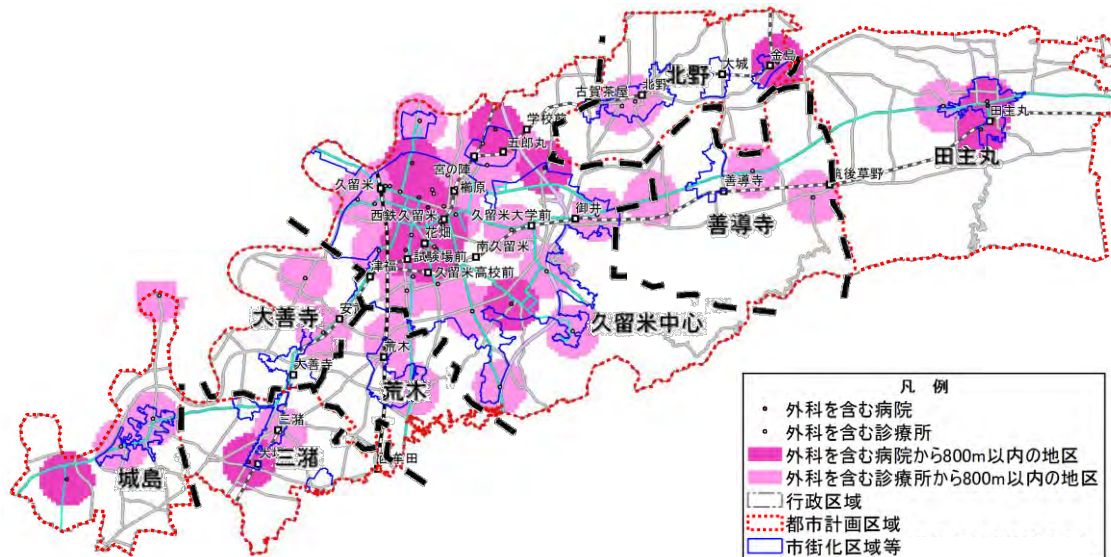 金島
大城
北野
北野
古賀茶屋
学校前
五郎丸
田主丸
田主丸
宮の陣
久留米
櫛原
善導寺
筑後草野
西鉄久留米
久留米大学前
御井
善導寺
花畑
南久留米
試験場前
津福
久留米高校前
大善寺
安武
久留米中心
荒木
大善寺
荒木
三潴
城島
三潴
犬塚
西牟田
凡 例
外科を含む病院
外科を含む診療所
外科を含む病院から800m以内の地区
外科を含む診療所から800m以内の地区
行政区域
都市計画区域
市街化区域等